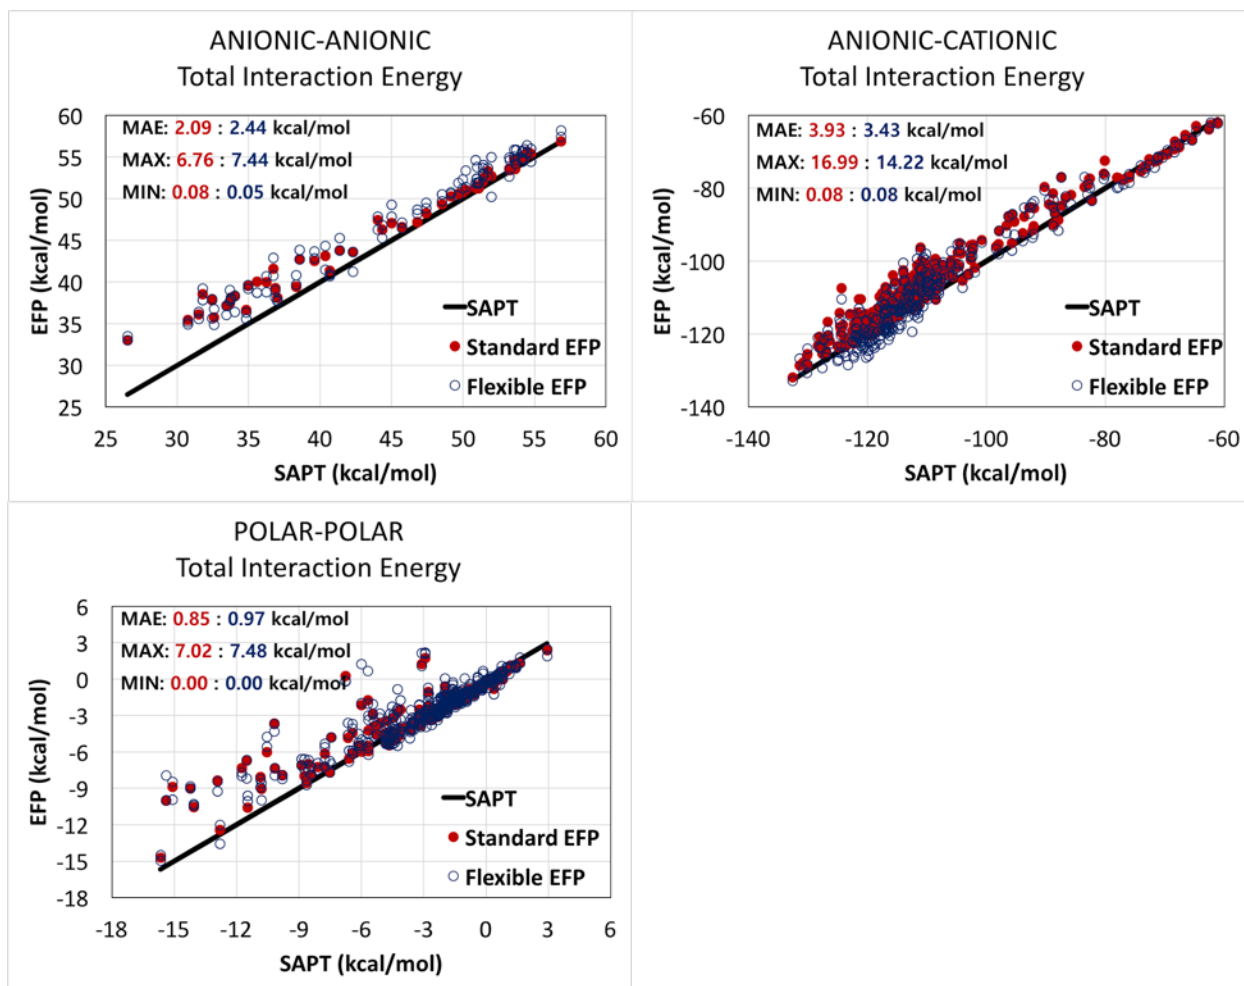 ANIONIC-ANIONIC
Total Interaction Energy
MAE: 2.09 : 2.44 kcal/mol
MAX: 6.76 : 7.44 kcal/mol
MIN: 0.08 : 0.05 kcal/mol
60
55
50
45
40
35
30
25
EFP (kcal/mol)
SAPT
Standard EFP
Flexible EFP
25 30 35 40 45 50 55 60
SAPT (kcal/mol)
ANIONIC-CATIONIC
Total Interaction Energy
MAE: 3.93 : 3.43 kcal/mol
MAX: 16.99 : 14.22 kcal/mol
MIN: 0.08 : 0.08 kcal/mol
-60
-80
-100
-120
-140
EFP (kcal/mol)
SAPT
Standard EFP
Flexible EFP
-140 -120 -100 -80 -60
SAPT (kcal/mol)
POLAR-POLAR
Total Interaction Energy
MAE: 0.85 : 0.97 kcal/mol
MAX: 7.02 : 7.48 kcal/mol
MIN: 0.00 : 0.00 kcal/mol
6
3
0
-3
-6
-9
-12
-15
-18
EFP (kcal/mol)
SAPT
Standard EFP
Flexible EFP
-18 -15 -12 -9 -6 -3 0 3 6
SAPT (kcal/mol)